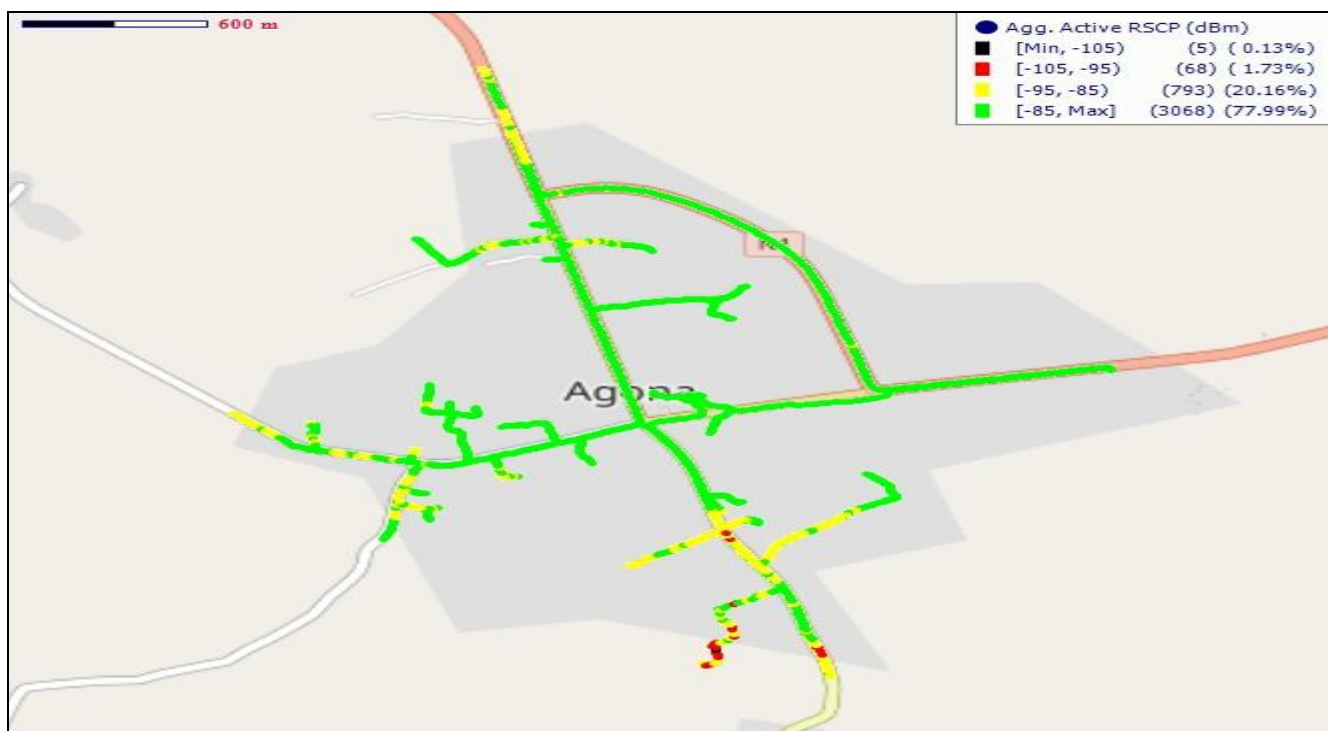 600 m
Agg. Active RSCP (dBm)
[Min, -105) (5) ( 0.13%)
[-105, -95) (68) ( 1.73%)
[-95, -85) (793) (20.16%)
[-85, Max] (3068) (77.99%)
Agona